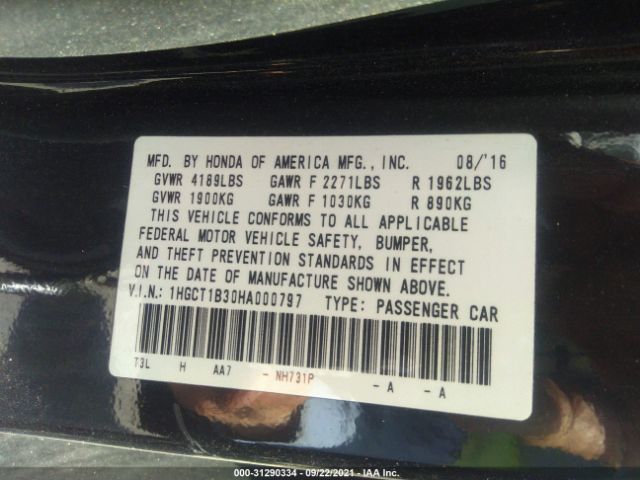 MFD. BY HONDA OF AMERICA MFG., INC. 08/'16
GVWR 4189LBS GAWR F 2271LBS R 1962LBS
GVWR 1900KG GAWR F 1030KG R 890KG
THIS VEHICLE CONFORMS TO ALL APPLICABLE
FEDERAL MOTOR VEHICLE SAFETY, BUMPER,
AND THEFT PREVENTION STANDARDS IN EFFECT
ON THE DATE OF MANUFACTURE SHOWN ABOVE.
V.I.N.: 1HGCT1B30HA000797 TYPE: PASSENGER CAR
T3L H AA7 - NH731P - A - A
000-31290334 - 09/22/2021 - IAA Inc.